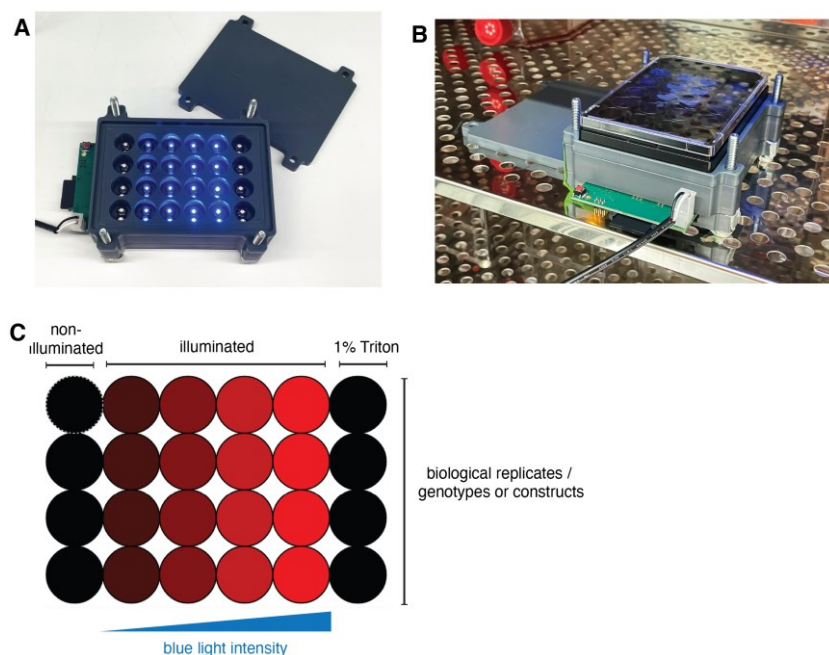 A
B
C
non-
illuminated
illuminated
1% Triton
biological replicates /
genotypes or constructs
blue light intensity